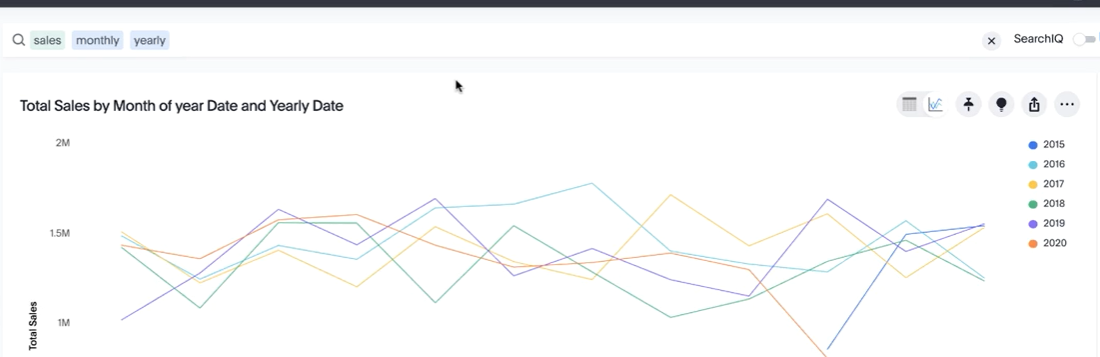 sales monthly yearly SearchIQ
Total Sales by Month of year Date and Yearly Date
2M
1.5M
1M
Total Sales
2015
2016
2017
2018
2019
2020